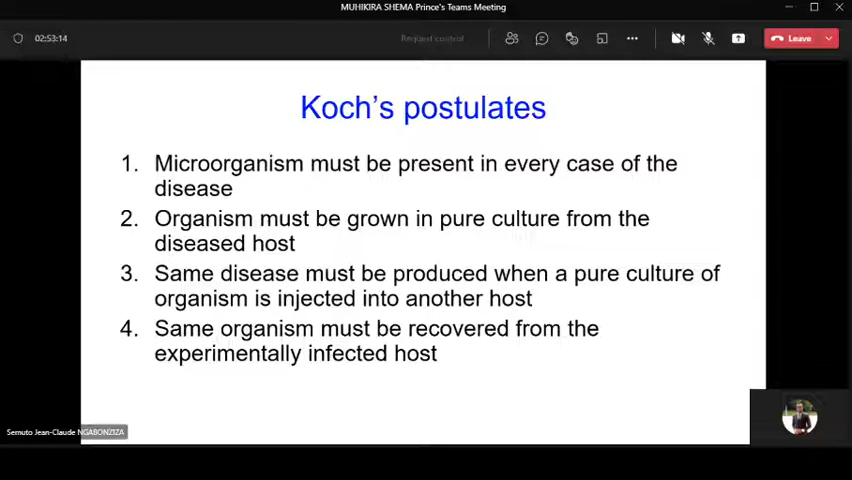 MUHIKIRA SHEMA Prince's Teams Meeting
02:53:14
Request control
Leave
Koch's postulates
1. Microorganism must be present in every case of the
disease
2. Organism must be grown in pure culture from the
diseased host
3. Same disease must be produced when a pure culture of
organism is injected into another host
4. Same organism must be recovered from the
experimentally infected host
Semuto Jean-Claude NGABONZIZA